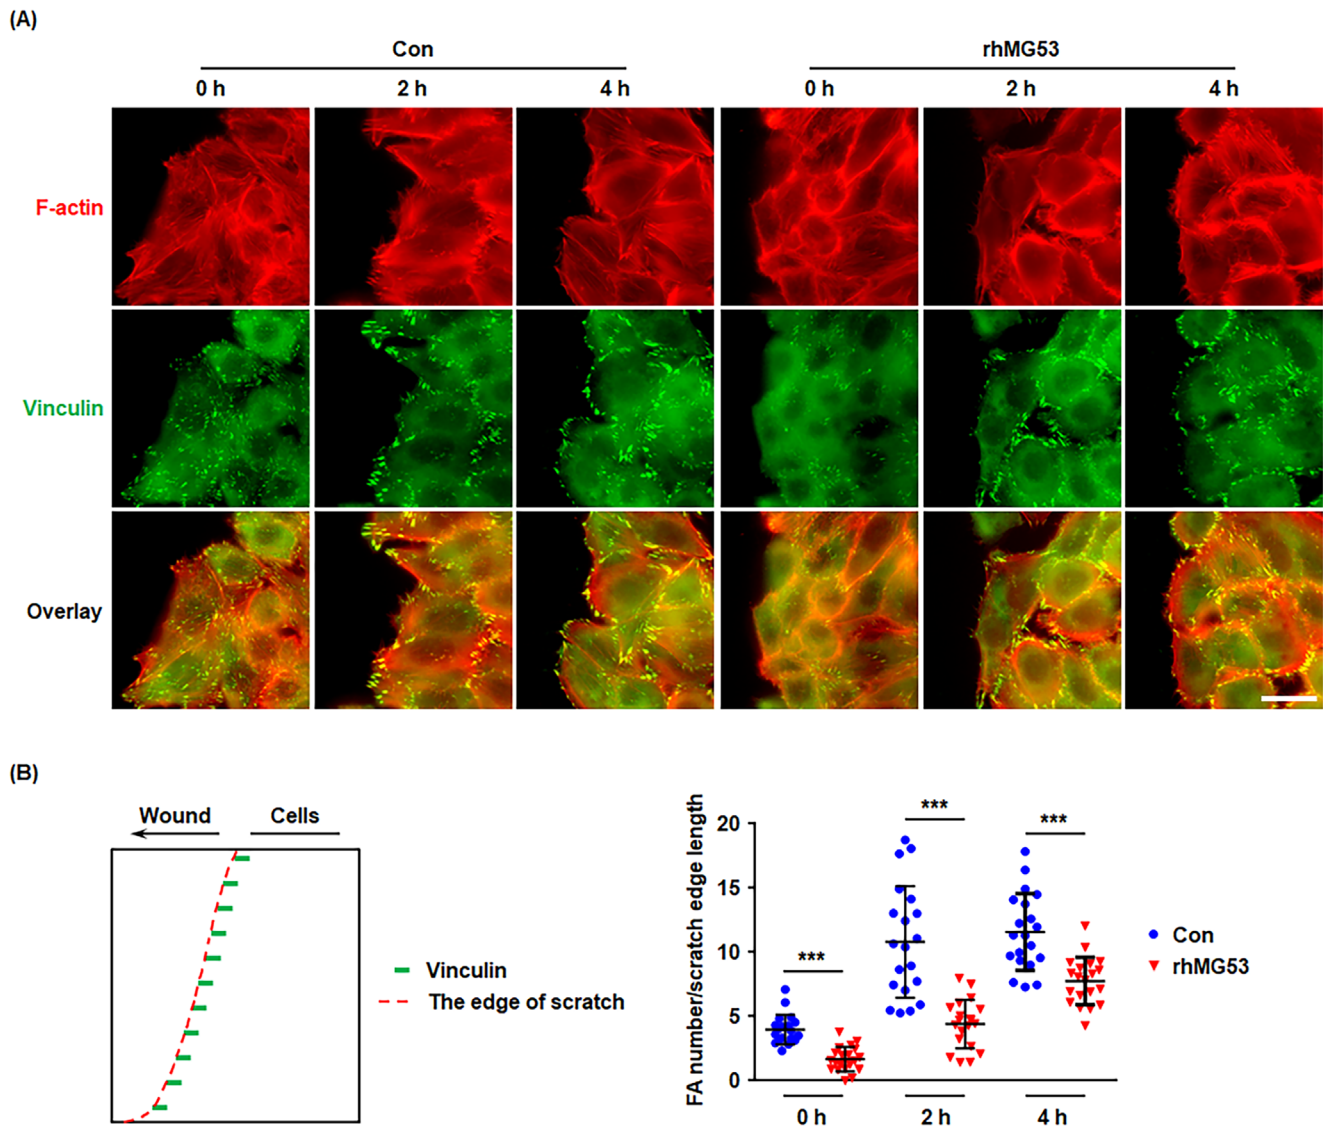 (A)
Con
rhMG53
0 h
2 h
4 h
0 h
2 h
4 h
F-actin
Vinculin
Overlay
(B)
Wound
Cells
Vinculin
The edge of scratch
FA number/scratch edge length
20
15
10
5
0
***
***
***
0 h
2 h
4 h
Con
rhMG53